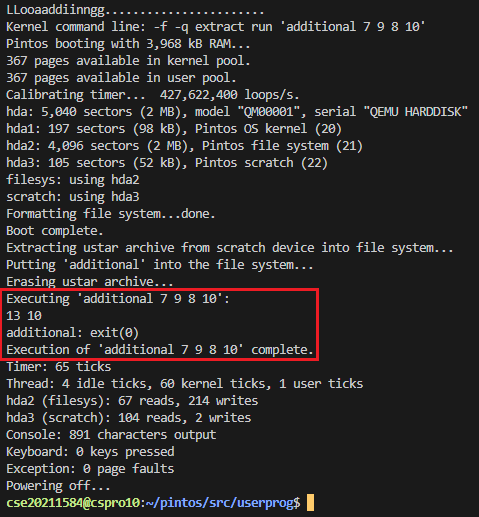 LLooaaddiinngg.......................
Kernel command line: -f -q extract run 'additional 7 9 8 10'
Pintos booting with 3,968 kB RAM...
367 pages available in kernel pool.
367 pages available in user pool.
Calibrating timer...  427,622,400 loops/s.
hda: 5,040 sectors (2 MB), model "QM00001", serial "QEMU HARDDISK"
hda1: 197 sectors (98 kB), Pintos OS kernel (20)
hda2: 4,096 sectors (2 MB), Pintos file system (21)
hda3: 105 sectors (52 kB), Pintos scratch (22)
filesys: using hda2
scratch: using hda3
Formatting file system...done.
Boot complete.
Extracting ustar archive from scratch device into file system...
Putting 'additional' into the file system...
Erasing ustar archive...
Executing 'additional 7 9 8 10':
13 10
additional: exit(0)
Execution of 'additional 7 9 8 10' complete.
Timer: 65 ticks
Thread: 4 idle ticks, 60 kernel ticks, 1 user ticks
hda2 (filesys): 67 reads, 214 writes
hda3 (scratch): 104 reads, 2 writes
Console: 891 characters output
Keyboard: 0 keys pressed
Exception: 0 page faults
Powering off...
cse20211584@cspro10:~/pintos/src/userprog$